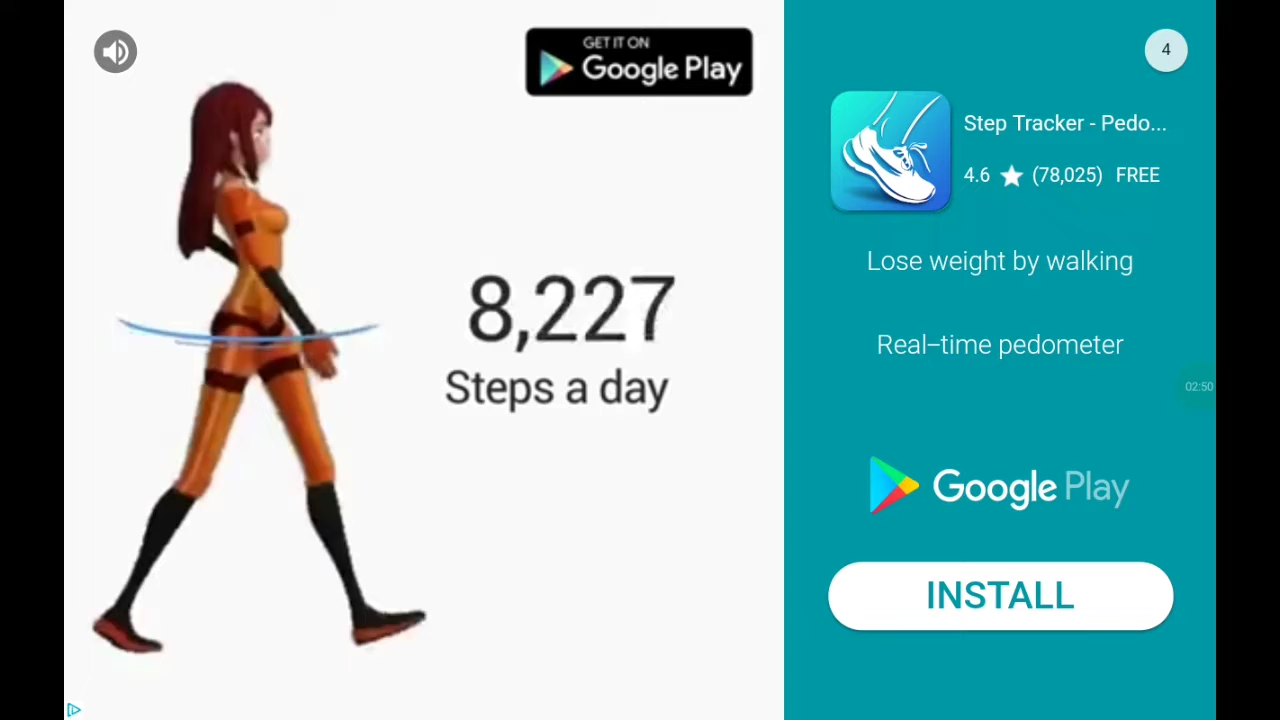 GET IT ON
Google Play
8,227
Steps a day
4
Step Tracker - Pedo...
4.6 ★ (78,025) FREE
Lose weight by walking
Real-time pedometer
02:50
Google Play
INSTALL